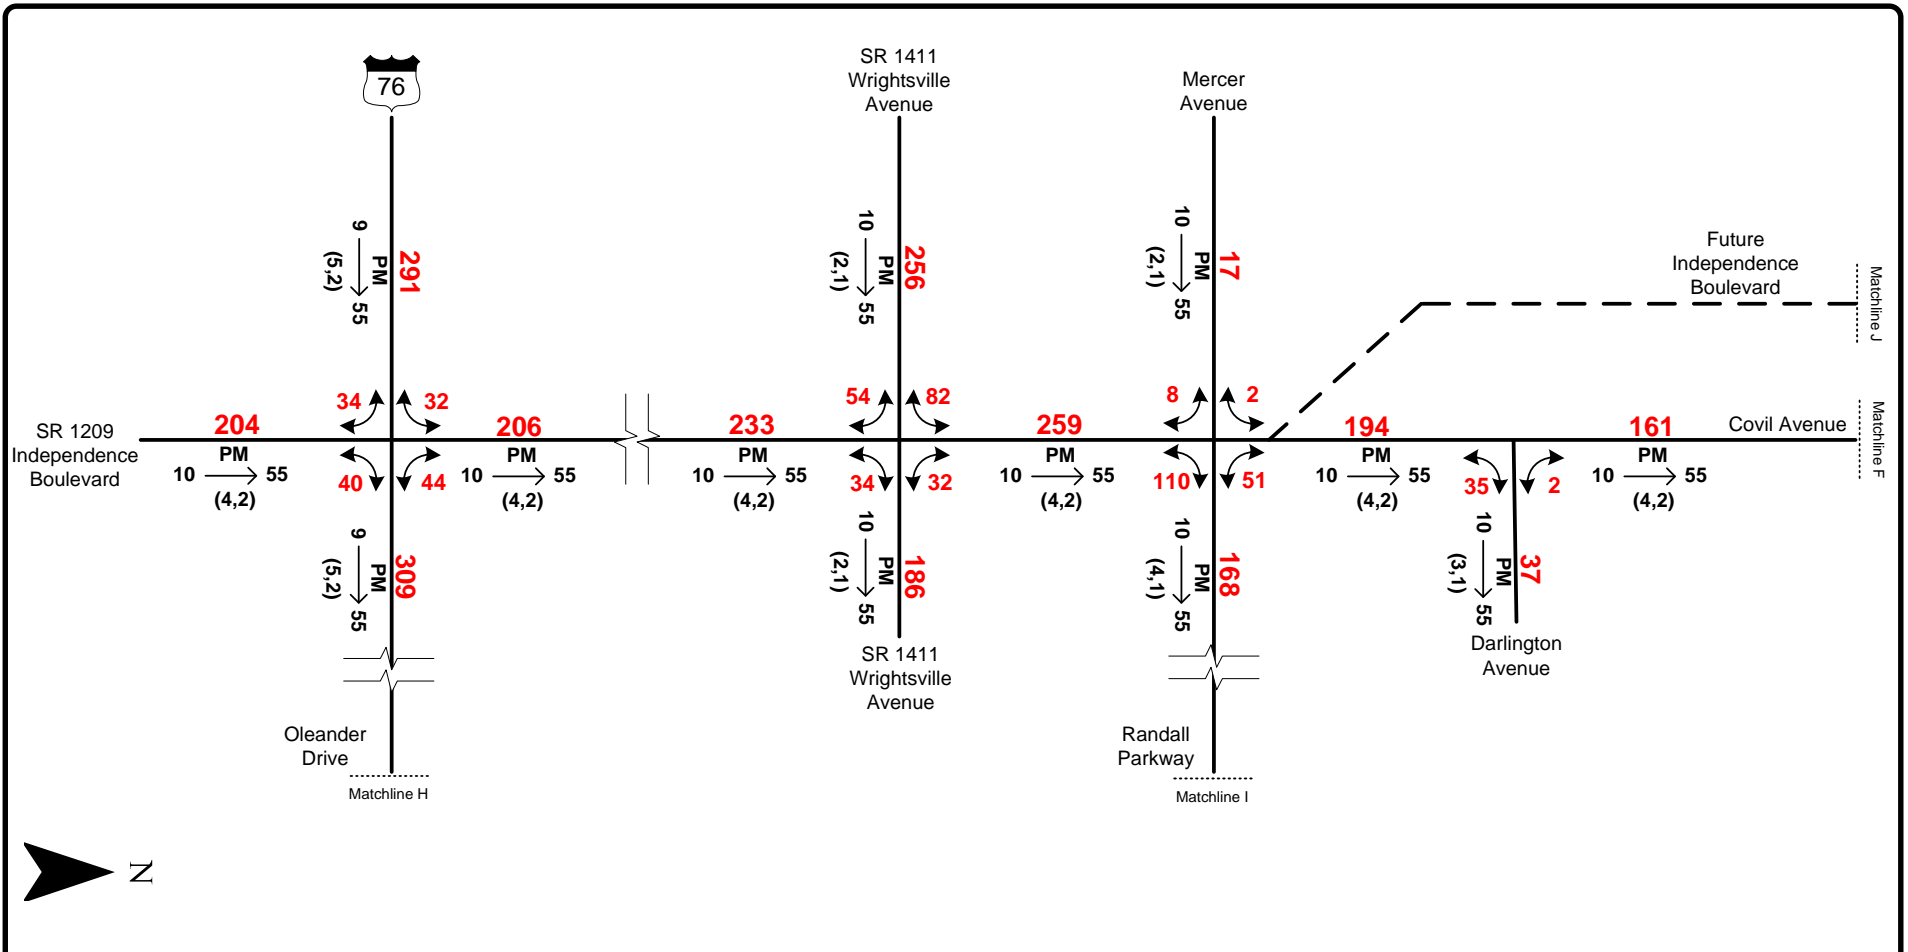 76
SR 1411
Wrightsville
Avenue
Mercer
Avenue
Future
Independence
Boulevard
Matchline J
9 PM 55
(5,2)
291
10 PM 55
(2,1)
256
10 PM 55
(2,1)
17
34
32
54
82
8
2
SR 1209
Independence
Boulevard
204
PM
10 55
(4,2)
206
PM
10 55
(4,2)
233
PM
10 55
(4,2)
259
PM
10 55
(4,2)
194
PM
10 55
(4,2)
161
PM
10 55
(4,2)
Covil Avenue
Matchline F
40
44
34
32
110
51
35
2
9 PM 55
(5,2)
309
10 PM 55
(2,1)
186
10 PM 55
(4,1)
168
10 PM 55
(3,1)
37
SR 1411
Wrightsville
Avenue
Darlington
Avenue
Oleander
Drive
Randall
Parkway
Matchline H
Matchline I
N